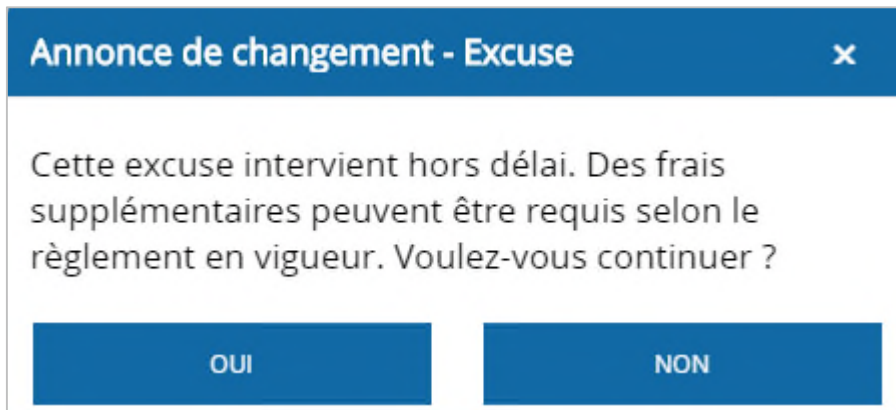 Annonce de changement - Excuse ×
Cette excuse intervient hors délai. Des frais
supplémentaires peuvent être requis selon le
règlement en vigueur. Voulez-vous continuer ?
OUI NON